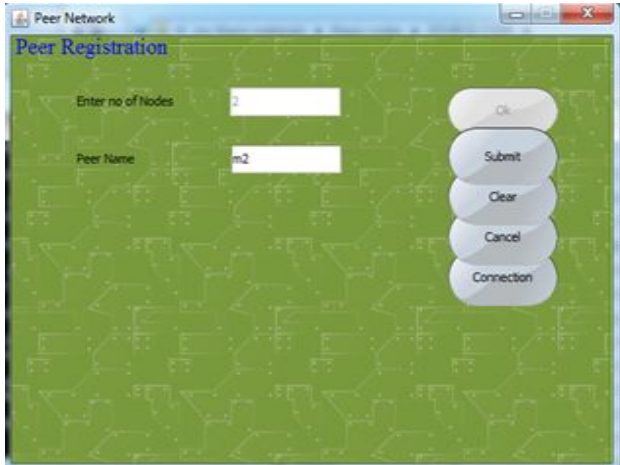 Peer Network
Peer Registration
Enter no of Nodes 2
Ok
Peer Name m2
Submit
Clear
Cancel
Connection